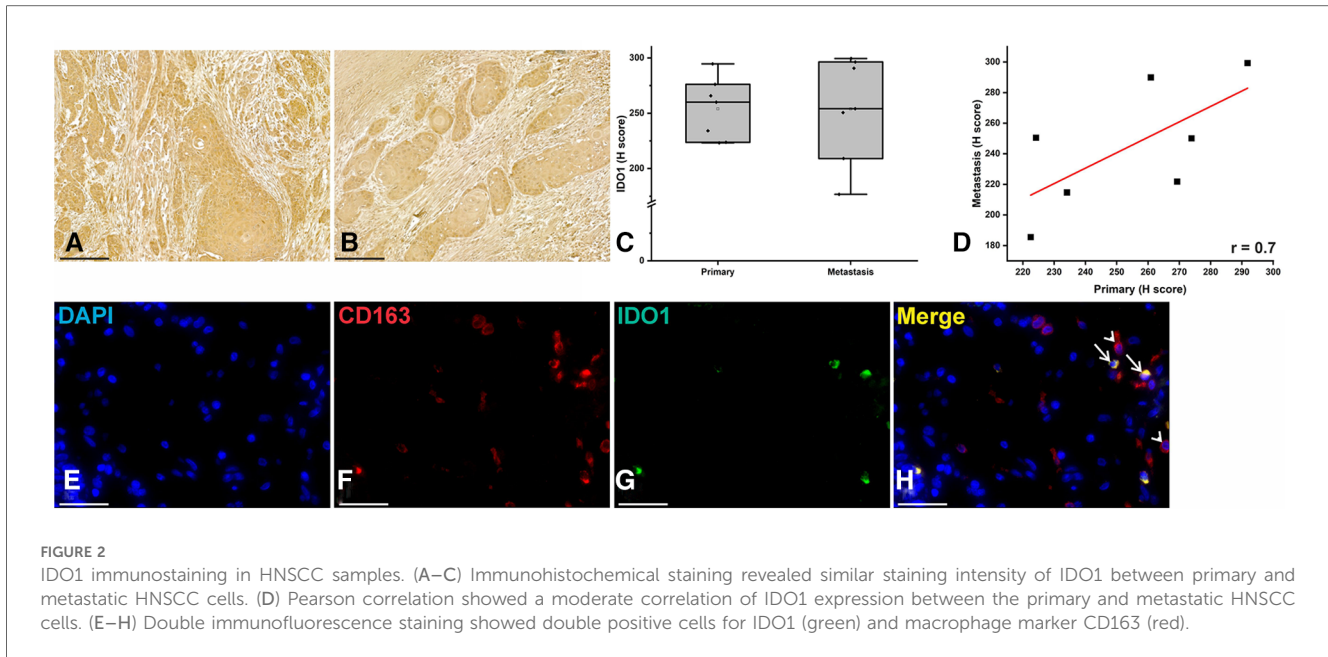 A
B
C
IDO1 (H score)
300
250
200
0
Primary
Metastasis
D
Metastasis (H score)
300
280
260
240
220
200
180
220 230 240 250 260 270 280 290 300
Primary (H score)
r = 0.7
DAPI
E
CD163
F
IDO1
G
Merge
H
FIGURE 2
IDO1 immunostaining in HNSCC samples. (A–C) Immunohistochemical staining revealed similar staining intensity of IDO1 between primary and
metastatic HNSCC cells. (D) Pearson correlation showed a moderate correlation of IDO1 expression between the primary and metastatic HNSCC
cells. (E–H) Double immunofluorescence staining showed double positive cells for IDO1 (green) and macrophage marker CD163 (red).